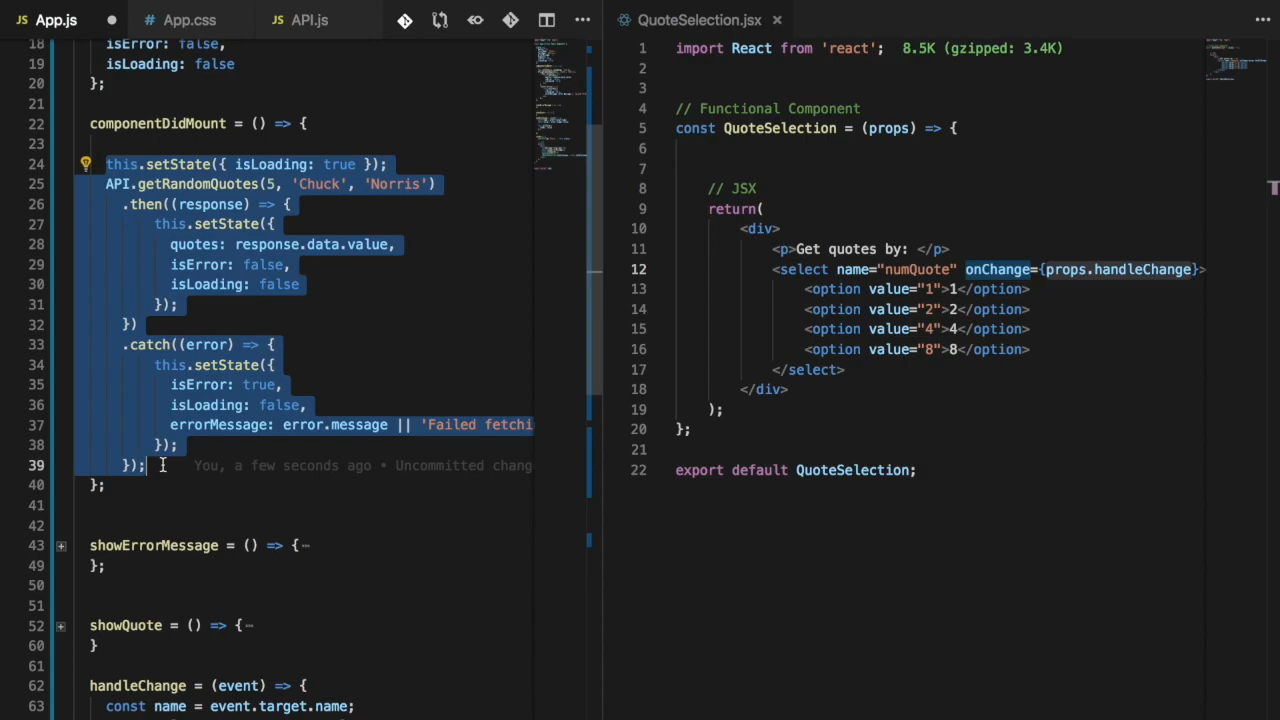 JS App.js
# App.css
JS API.js
18 isError: false,
19 isLoading: false
20 };
21
22 componentDidMount = () => {
23
24 this.setState({ isLoading: true });
25 API.getRandomQuotes(5, 'Chuck', 'Norris')
26 .then((response) => {
27 this.setState({
28 quotes: response.data.value,
29 isError: false,
30 isLoading: false
31 });
32 })
33 .catch((error) => {
34 this.setState({
35 isError: true,
36 isLoading: false,
37 errorMessage: error.message || 'Failed fetchi
38 });
39 }); You, a few seconds ago • Uncommitted chang
40 };
41
42
43 showErrorMessage = () => {
49 };
50
51
52 showQuote = () => {
60 }
61
62 handleChange = (event) => {
63 const name = event.target.name;
QuoteSelection.jsx
1 import React from 'react'; 8.5K (gzipped: 3.4K)
2
3
4 // Functional Component
5 const QuoteSelection = (props) => {
6
7
8 // JSX
9 return(
10 <div>
11 <p>Get quotes by: </p>
12 <select name="numQuote" onChange={props.handleChange}>
13 <option value="1">1</option>
14 <option value="2">2</option>
15 <option value="4">4</option>
16 <option value="8">8</option>
17 </select>
18 </div>
19 );
20 };
21
22 export default QuoteSelection;